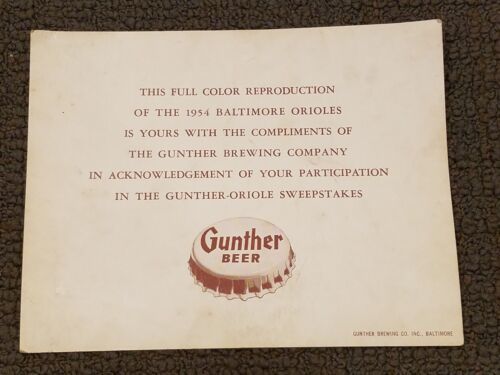 THIS FULL COLOR REPRODUCTION
OF THE 1954 BALTIMORE ORIOLES
IS YOURS WITH THE COMPLIMENTS OF
THE GUNTHER BREWING COMPANY
IN ACKNOWLEDGEMENT OF YOUR PARTICIPATION
IN THE GUNTHER-ORIOLE SWEEPSTAKES
Gunther
BEER
GUNTHER BREWING CO. INC., BALTIMORE